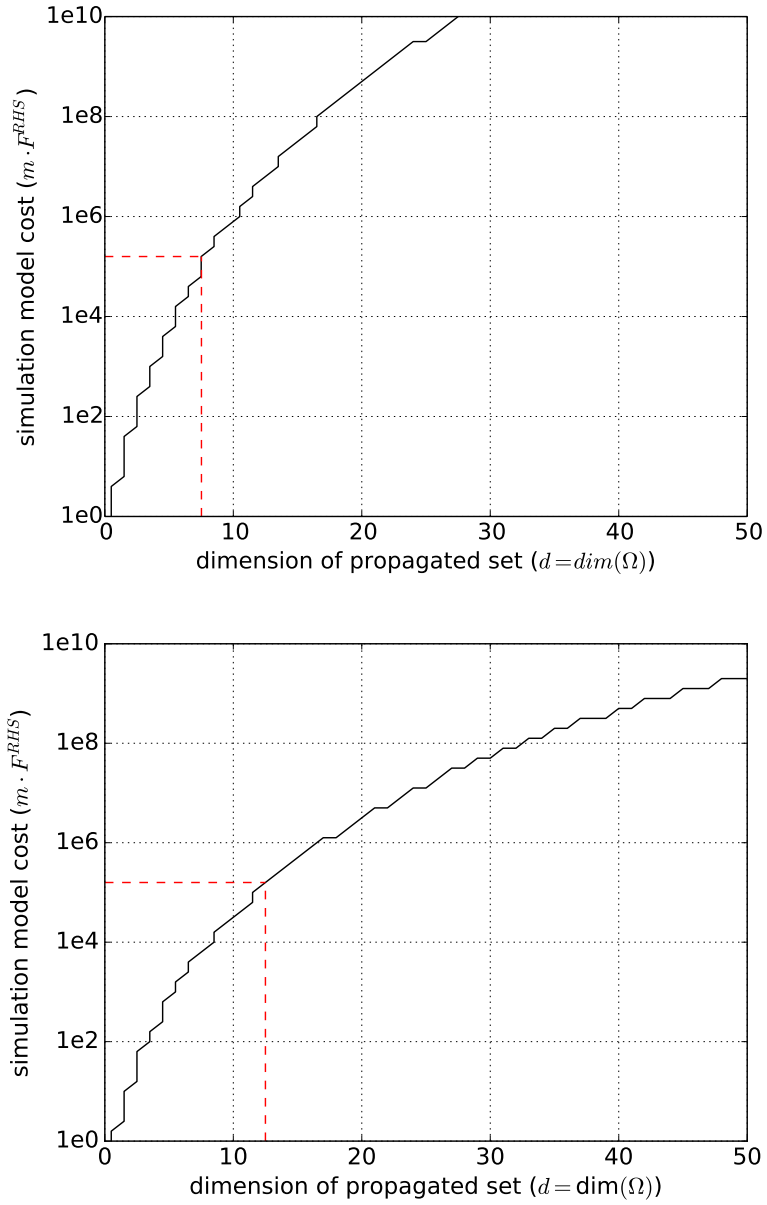 1e10
1e8
1e6
1e4
1e2
1e0
simulation model cost (m · F^RHS)
0 10 20 30 40 50
dimension of propagated set (d = dim(Ω))
1e10
1e8
1e6
1e4
1e2
1e0
simulation model cost (m · F^RHS)
0 10 20 30 40 50
dimension of propagated set (d = dim(Ω))